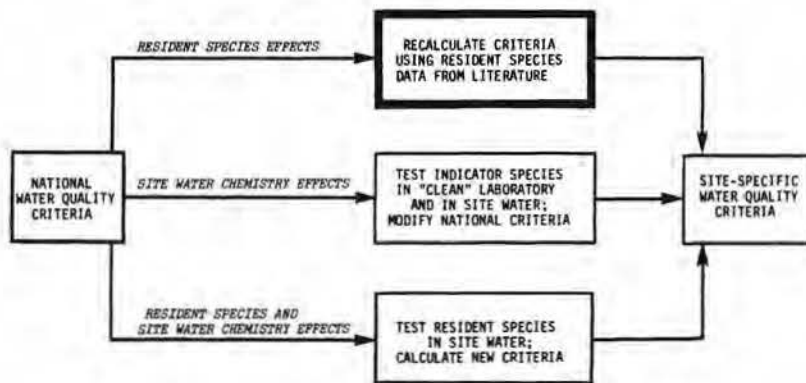 RESIDENT SPECIES EFFECTS
RECALCULATE CRITERIA
USING RESIDENT SPECIES
DATA FROM LITERATURE
NATIONAL
WATER QUALITY
CRITERIA
SITE WATER CHEMISTRY EFFECTS
TEST INDICATOR SPECIES
IN "CLEAN" LABORATORY
AND IN SITE WATER;
MODIFY NATIONAL CRITERIA
SITE-SPECIFIC
WATER QUALITY
CRITERIA
RESIDENT SPECIES AND
SITE WATER CHEMISTRY EFFECTS
TEST RESIDENT SPECIES
IN SITE WATER;
CALCULATE NEW CRITERIA